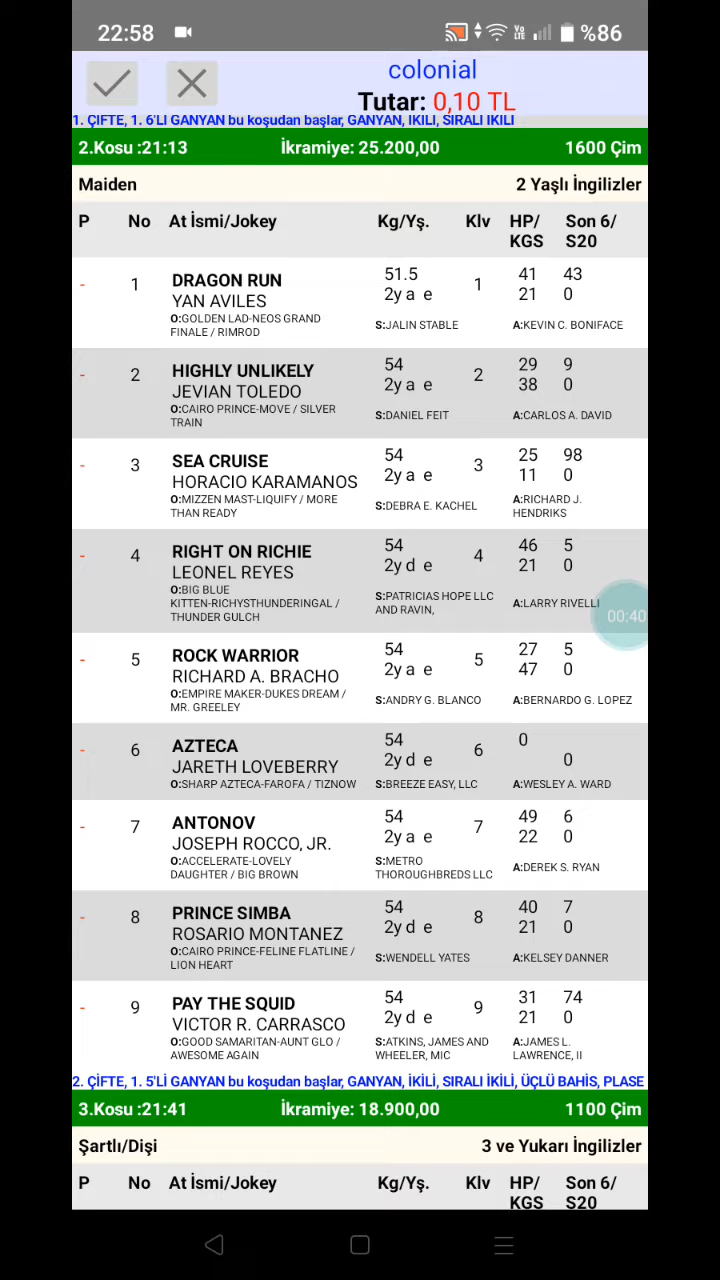 22:58
Vo LTE %86
colonial
Tutar: 0,10 TL
1. ÇİFTE, 1. 6'LI GANYAN bu koşudan başlar, GANYAN, İKİLİ, SIRALI İKİLİ
2.Kosu :21:13 İkramiye: 25.200,00 1600 Çim
Maiden 2 Yaşlı İngilizler
P No At İsmi/Jokey Kg/Yş. Klv HP/ Son 6/
KGS S20
- 1 DRAGON RUN 51.5 1 41 43
YAN AVILES 2y a e 21 0
O:GOLDEN LAD-NEOS GRAND
FINALE / RIMROD S:JALIN STABLE A:KEVIN C. BONIFACE
- 2 HIGHLY UNLIKELY 54 2 29 9
JEVIAN TOLEDO 2y a e 38 0
O:CAIRO PRINCE-MOVE / SILVER
TRAIN S:DANIEL FEIT A:CARLOS A. DAVID
- 3 SEA CRUISE 54 3 25 98
HORACIO KARAMANOS 2y a e 11 0
O:MIZZEN MAST-LIQUIFY / MORE
THAN READY S:DEBRA E. KACHEL A:RICHARD J.
HENDRIKS
- 4 RIGHT ON RICHIE 54 4 46 5
LEONEL REYES 2y d e 21 0
O:BIG BLUE
KITTEN-RICHYSTHUNDERINGAL /
THUNDER GULCH S:PATRICIAS HOPE LLC
AND RAVIN, A:LARRY RIVELLI
00:40
- 5 ROCK WARRIOR 54 5 27 5
RICHARD A. BRACHO 2y a e 47 0
O:EMPIRE MAKER-DUKES DREAM /
MR. GREELEY S:ANDRY G. BLANCO A:BERNARDO G. LOPEZ
- 6 AZTECA 54 6 0
JARETH LOVEBERRY 2y d e 0
O:SHARP AZTECA-FAROFA / TIZNOW S:BREEZE EASY, LLC A:WESLEY A. WARD
- 7 ANTONOV 54 7 49 6
JOSEPH ROCCO, JR. 2y a e 22 0
O:ACCELERATE-LOVELY
DAUGHTER / BIG BROWN S:METRO
THOROUGHBREDS LLC A:DEREK S. RYAN
- 8 PRINCE SIMBA 54 8 40 7
ROSARIO MONTANEZ 2y d e 21 0
O:CAIRO PRINCE-FELINE FLATLINE /
LION HEART S:WENDELL YATES A:KELSEY DANNER
- 9 PAY THE SQUID 54 9 31 74
VICTOR R. CARRASCO 2y d e 21 0
O:GOOD SAMARITAN-AUNT GLO /
AWESOME AGAIN S:ATKINS, JAMES AND
WHEELER, MIC A:JAMES L.
LAWRENCE, II
2. ÇİFTE, 1. 5'Lİ GANYAN bu koşudan başlar, GANYAN, İKİLİ, SIRALI İKİLİ, ÜÇLÜ BAHİS, PLASE
3.Kosu :21:41 İkramiye: 18.900,00 1100 Çim
Şartlı/Dişi 3 ve Yukarı İngilizler
P No At İsmi/Jokey Kg/Yş. Klv HP/ Son 6/
KGS S20